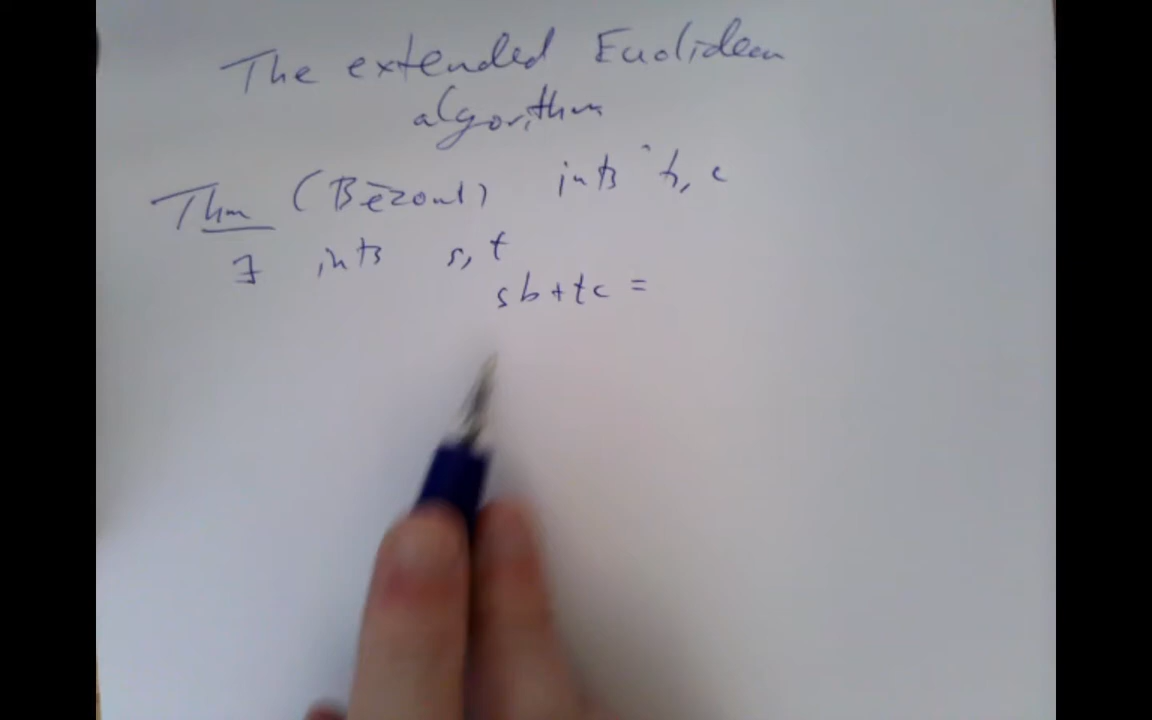 The extended Euclidean
algorithm
Thm (Bézout) ints b, c
∃ ints s, t
sb+tc =